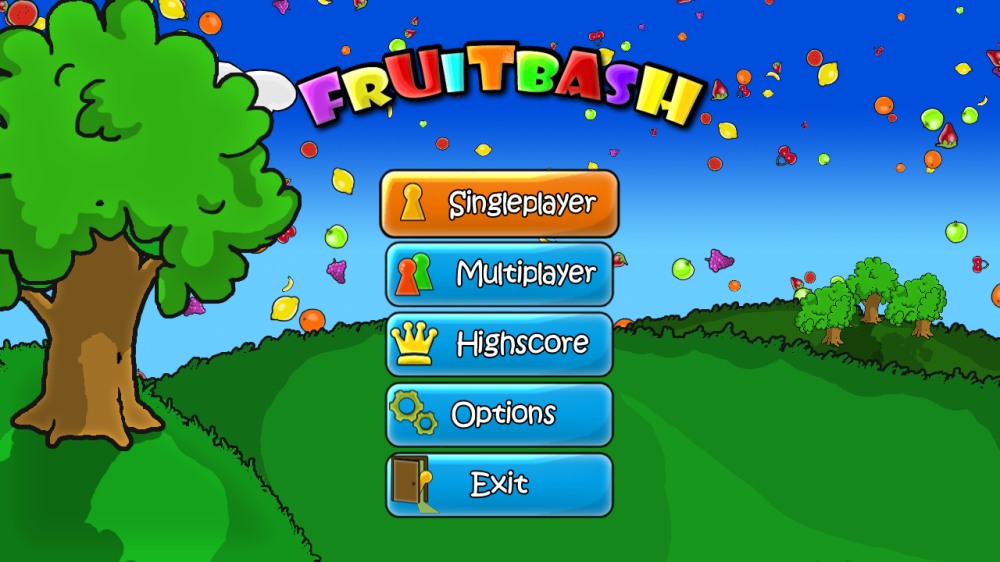 FRUITBASH
Singleplayer
Multiplayer
Highscore
Options
Exit